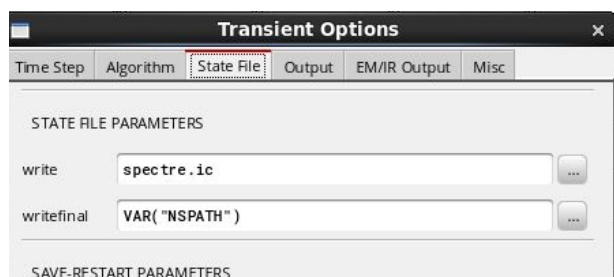 Transient Options
Time Step Algorithm State File Output EM/IR Output Misc
STATE FILE PARAMETERS
write spectre.ic ...
writefinal VAR("NSPATH") ...
SAVE-RESTART PARAMETERS